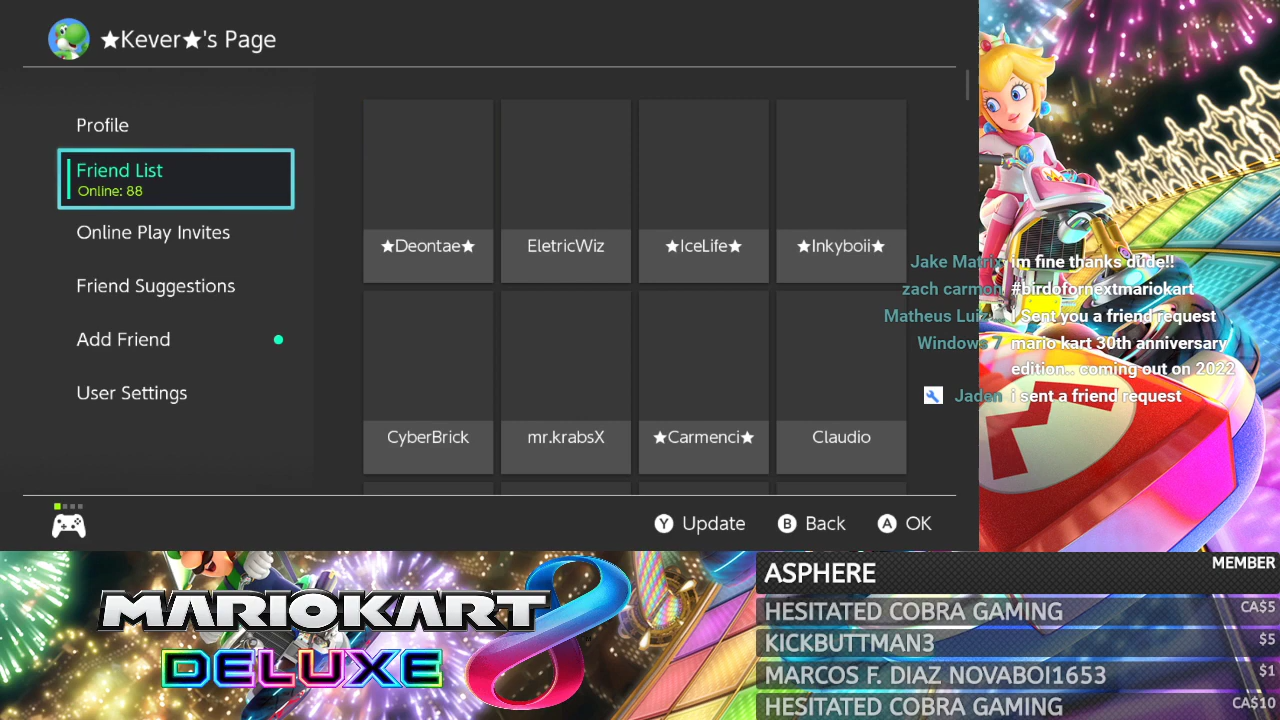 ★Kever★'s Page
Profile
Friend List
Online: 88
Online Play Invites
Friend Suggestions
Add Friend
User Settings
★Deontae★
EletricWiz
★IceLife★
★Inkyboii★
CyberBrick
mr.krabsX
★Carmenci★
Claudio
Y Update
B Back
A OK
Jake Matrix im fine thanks dude!!
zach carmon #birdofornextmariokart
Matheus Luiz... I Sent you a friend request
Windows 7 mario kart 30th anniversary
edition.. coming out on 2022
Jaden i sent a friend request
MARIOKART 8
DELUXE
ASPHERE MEMBER
HESITATED COBRA GAMING CA$5
KICKBUTTMAN3 $5
MARCOS F. DIAZ NOVABOI1653 $1
HESITATED COBRA GAMING CA$10